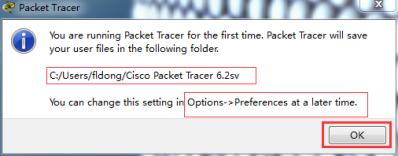 Packet Tracer
You are running Packet Tracer for the first time. Packet Tracer will save
your user files in the following folder.
C:/Users/fldong/Cisco Packet Tracer 6.2sv
You can change this setting in Options->Preferences at a later time.
OK